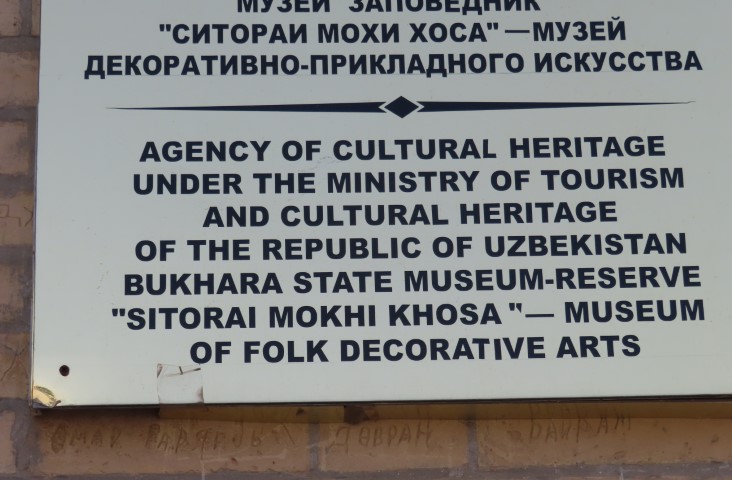 МУЗЕЙ ЗАПОВЕДНИК
"СИТОРАИ МОХИ ХОСА" — МУЗЕЙ
ДЕКОРАТИВНО-ПРИКЛАДНОГО ИСКУССТВА
AGENCY OF CULTURAL HERITAGE
UNDER THE MINISTRY OF TOURISM
AND CULTURAL HERITAGE
OF THE REPUBLIC OF UZBEKISTAN
BUKHARA STATE MUSEUM-RESERVE
"SITORAI MOKHI KHOSA" — MUSEUM
OF FOLK DECORATIVE ARTS
ДОВРАН